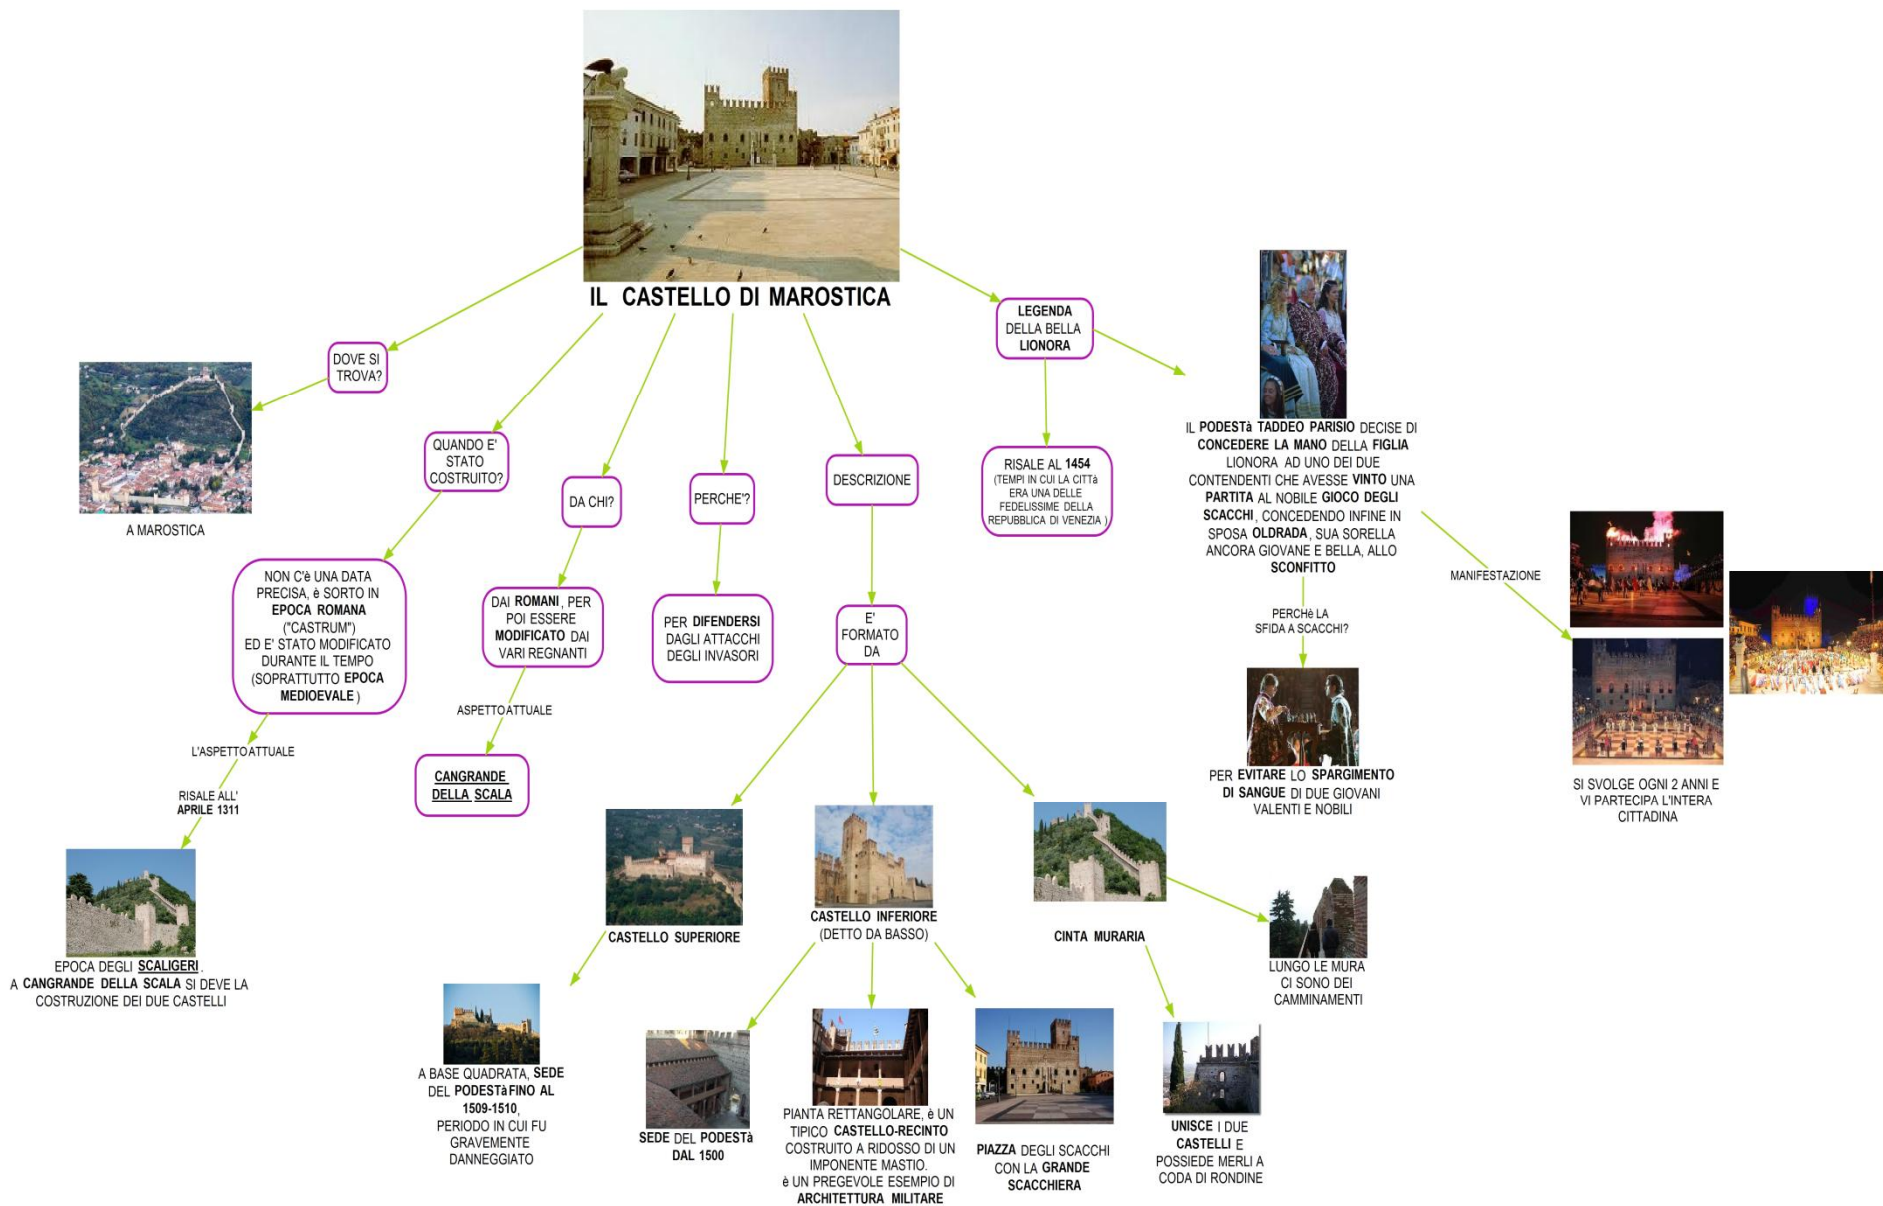 IL CASTELLO DI MAROSTICA
DOVE SI
TROVA?
A MAROSTICA
QUANDO E'
STATO
COSTRUITO?
NON C'è UNA DATA
PRECISA, è SORTO IN
EPOCA ROMANA
("CASTRUM")
ED E' STATO MODIFICATO
DURANTE IL TEMPO
(SOPRATTUTTO EPOCA
MEDIOEVALE)
L'ASPETTO ATTUALE
RISALE ALL'
APRILE 1311
EPOCA DEGLI SCALIGERI.
A CANGRANDE DELLA SCALA SI DEVE LA
COSTRUZIONE DEI DUE CASTELLI
DA CHI?
DAI ROMANI, PER
POI ESSERE
MODIFICATO DAI
VARI REGNANTI
ASPETTO ATTUALE
CANGRANDE
DELLA SCALA
PERCHE'?
PER DIFENDERSI
DAGLI ATTACCHI
DEGLI INVASORI
DESCRIZIONE
E'
FORMATO
DA
CASTELLO SUPERIORE
A BASE QUADRATA, SEDE
DEL PODESTà FINO AL
1509-1510,
PERIODO IN CUI FU
GRAVEMENTE
DANNEGGIATO
CASTELLO INFERIORE
(DETTO DA BASSO)
SEDE DEL PODESTà
DAL 1500
PIANTA RETTANGOLARE, è UN
TIPICO CASTELLO-RECINTO
COSTRUITO A RIDOSSO DI UN
IMPONENTE MASTIO.
è UN PREGEVOLE ESEMPIO DI
ARCHITETTURA MILITARE
PIAZZA DEGLI SCACCHI
CON LA GRANDE
SCACCHIERA
CINTA MURARIA
UNISCE I DUE
CASTELLI E
POSSIEDE MERLI A
CODA DI RONDINE
LUNGO LE MURA
CI SONO DEI
CAMMINAMENTI
LEGENDA
DELLA BELLA
LIONORA
RISALE AL 1454
(TEMPI IN CUI LA CITTà
ERA UNA DELLE
FEDELISSIME DELLA
REPUBBLICA DI VENEZIA )
IL PODESTà TADDEO PARISIO DECISE DI
CONCEDERE LA MANO DELLA FIGLIA
LIONORA AD UNO DEI DUE
CONTENDENTI CHE AVESSE VINTO UNA
PARTITA AL NOBILE GIOCO DEGLI
SCACCHI, CONCEDENDO INFINE IN
SPOSA OLDRADA, SUA SORELLA
ANCORA GIOVANE E BELLA, ALLO
SCONFITTO
PERCHè LA
SFIDA A SCACCHI?
PER EVITARE LO SPARGIMENTO
DI SANGUE DI DUE GIOVANI
VALENTI E NOBILI
MANIFESTAZIONE
SI SVOLGE OGNI 2 ANNI E
VI PARTECIPA L'INTERA
CITTADINA